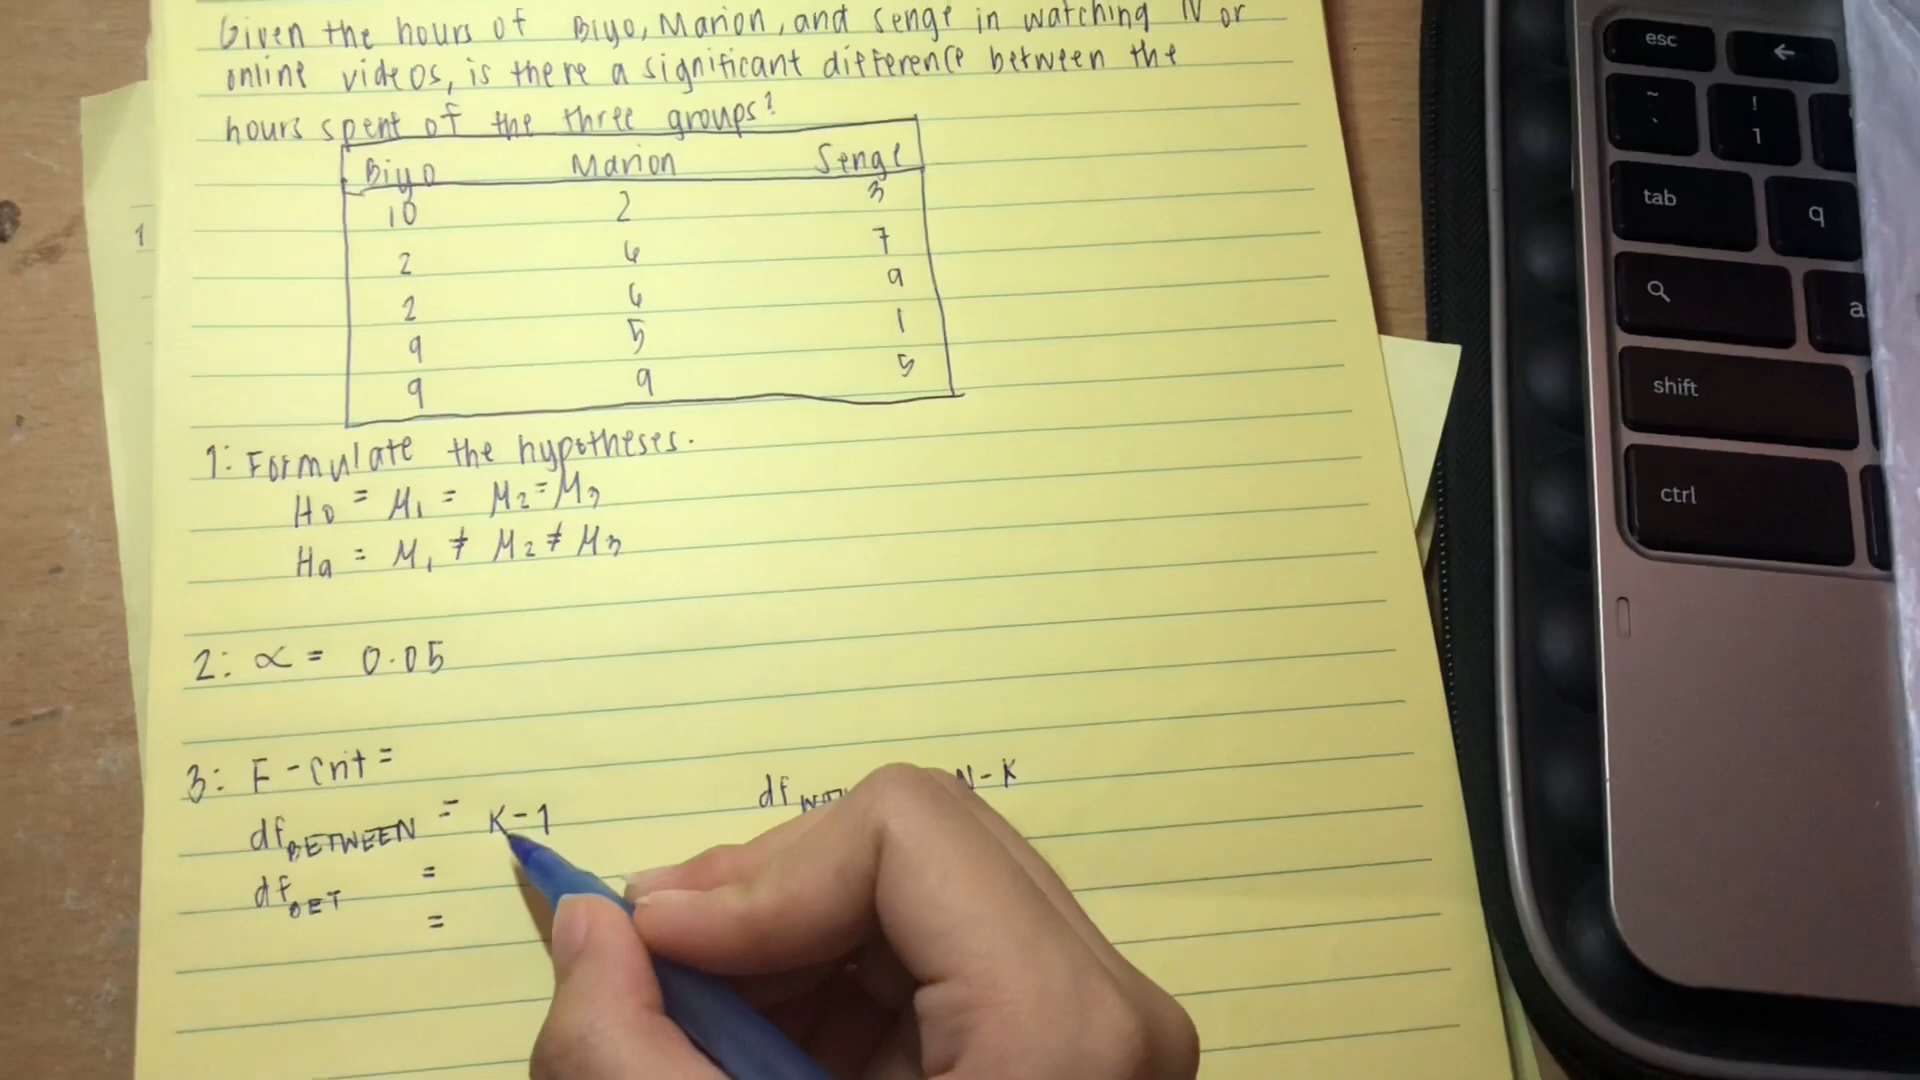 Given the hours of Biyo, Marion, and Senge in watching TV or
online videos, is there a significant difference between the
hours spent of the three groups?
Biyo Marion Senge
10 2 3
2 6 7
2 6 9
9 5 1
9 9 5
1: Formulate the hypotheses.
H0 = M1 = M2 = M3
Ha = M1 ≠ M2 ≠ M3
2: ∝ = 0.05
3: F-crit =
dfBETWEEN = K-1
df N-K
dfBET =
=
1
esc
←
~
`
!
1
tab
q
a
shift
ctrl